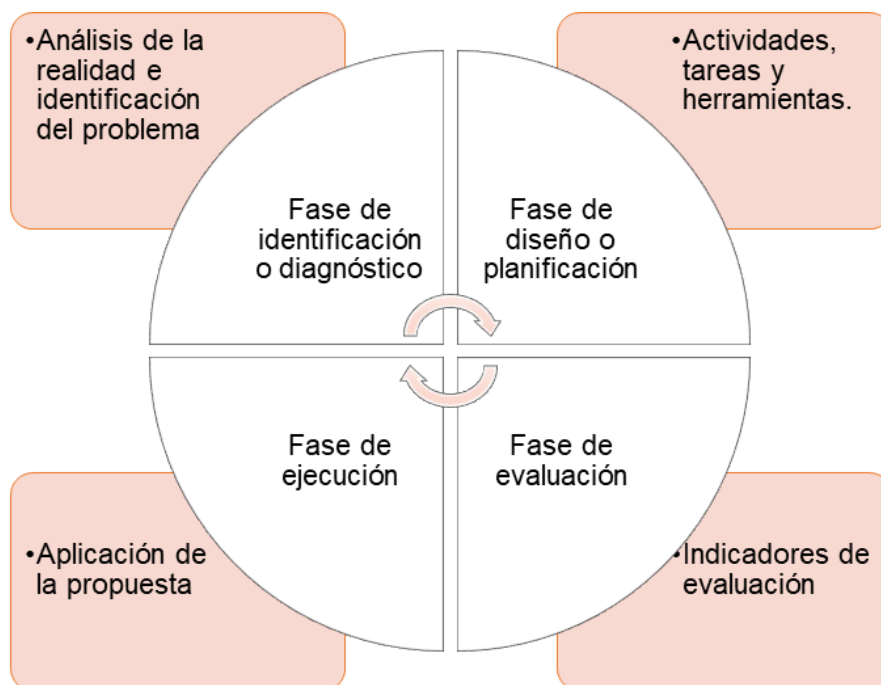 •Análisis de la
realidad e
identificación
del problema
•Actividades,
tareas y
herramientas.
Fase de
identificación
o diagnóstico
Fase de
diseño o
planificación
Fase de
ejecución
Fase de
evaluación
•Aplicación de
la propuesta
•Indicadores de
evaluación